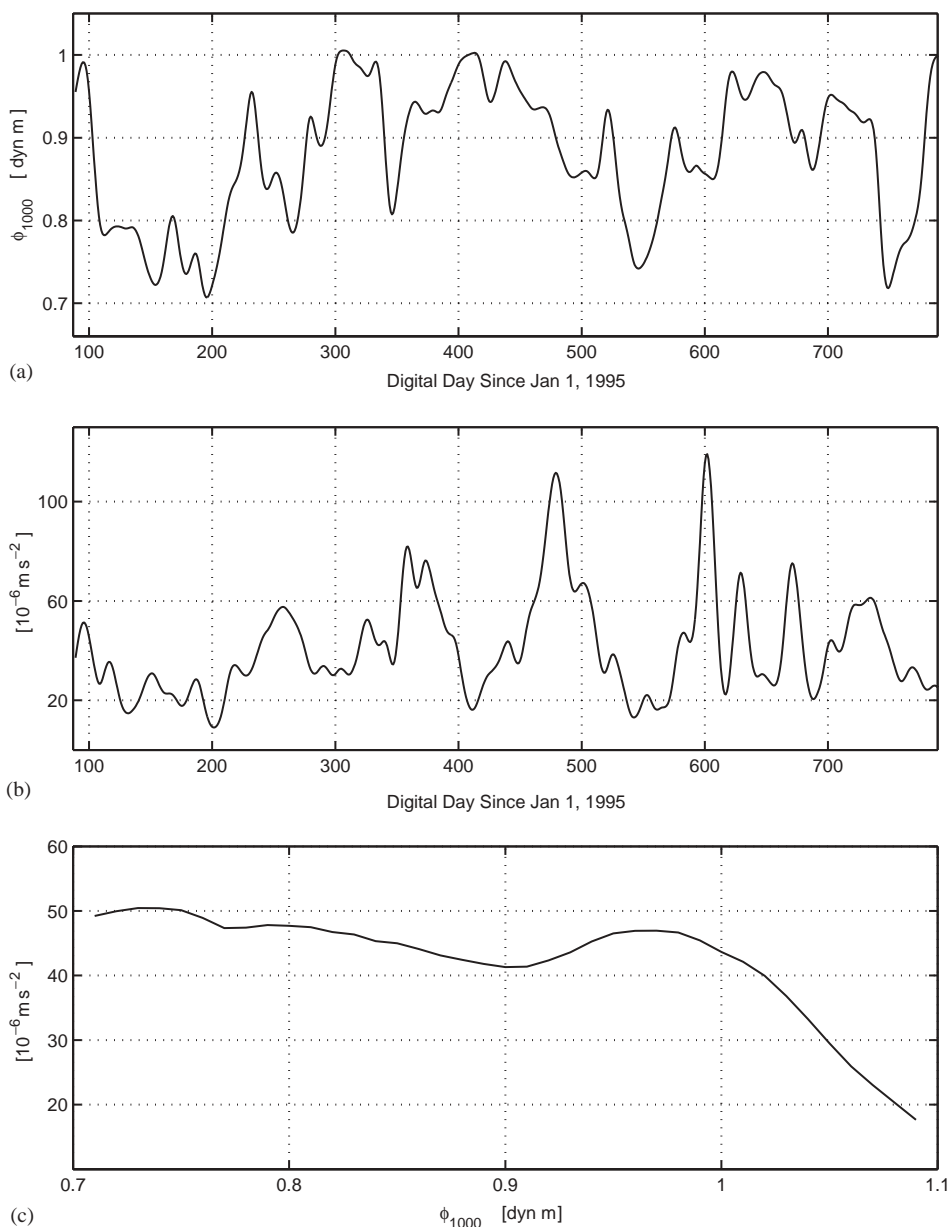 1
0.9
0.8
0.7
ϕ1000 [ dyn m ]
100 200 300 400 500 600 700
(a)
Digital Day Since Jan 1, 1995
100
60
20
[10−6m s−2 ]
100 200 300 400 500 600 700
(b)
Digital Day Since Jan 1, 1995
60
50
40
30
20
[10−6m s−2]
0.7 0.8 0.9 1 1.1
(c)
ϕ1000 [dyn m]